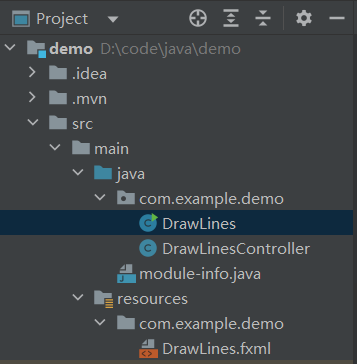 Project
demo D:\code\java\demo
.idea
.mvn
src
main
java
com.example.demo
DrawLines
DrawLinesController
module-info.java
resources
com.example.demo
DrawLines.fxml